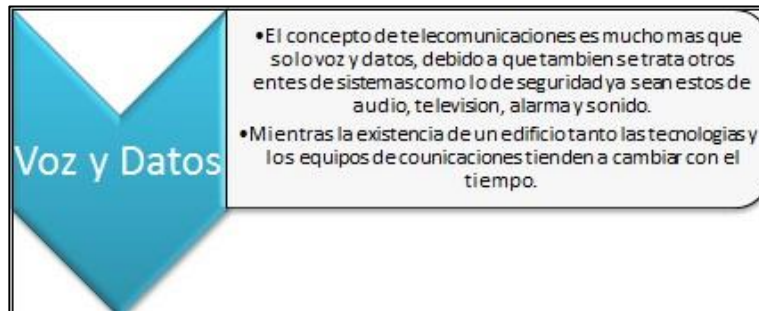 Voz y Datos
•El concepto de telecomunicaciones es mucho mas que
solo voz y datos, debido a que tambien se trata otros
entes de sistemas como lo de seguridad ya sean estos de
audio, television, alarma y sonido.
•Mientras la existencia de un edificio tanto las tecnologias y
los equipos de counicaciones tienden a cambiar con el
tiempo.